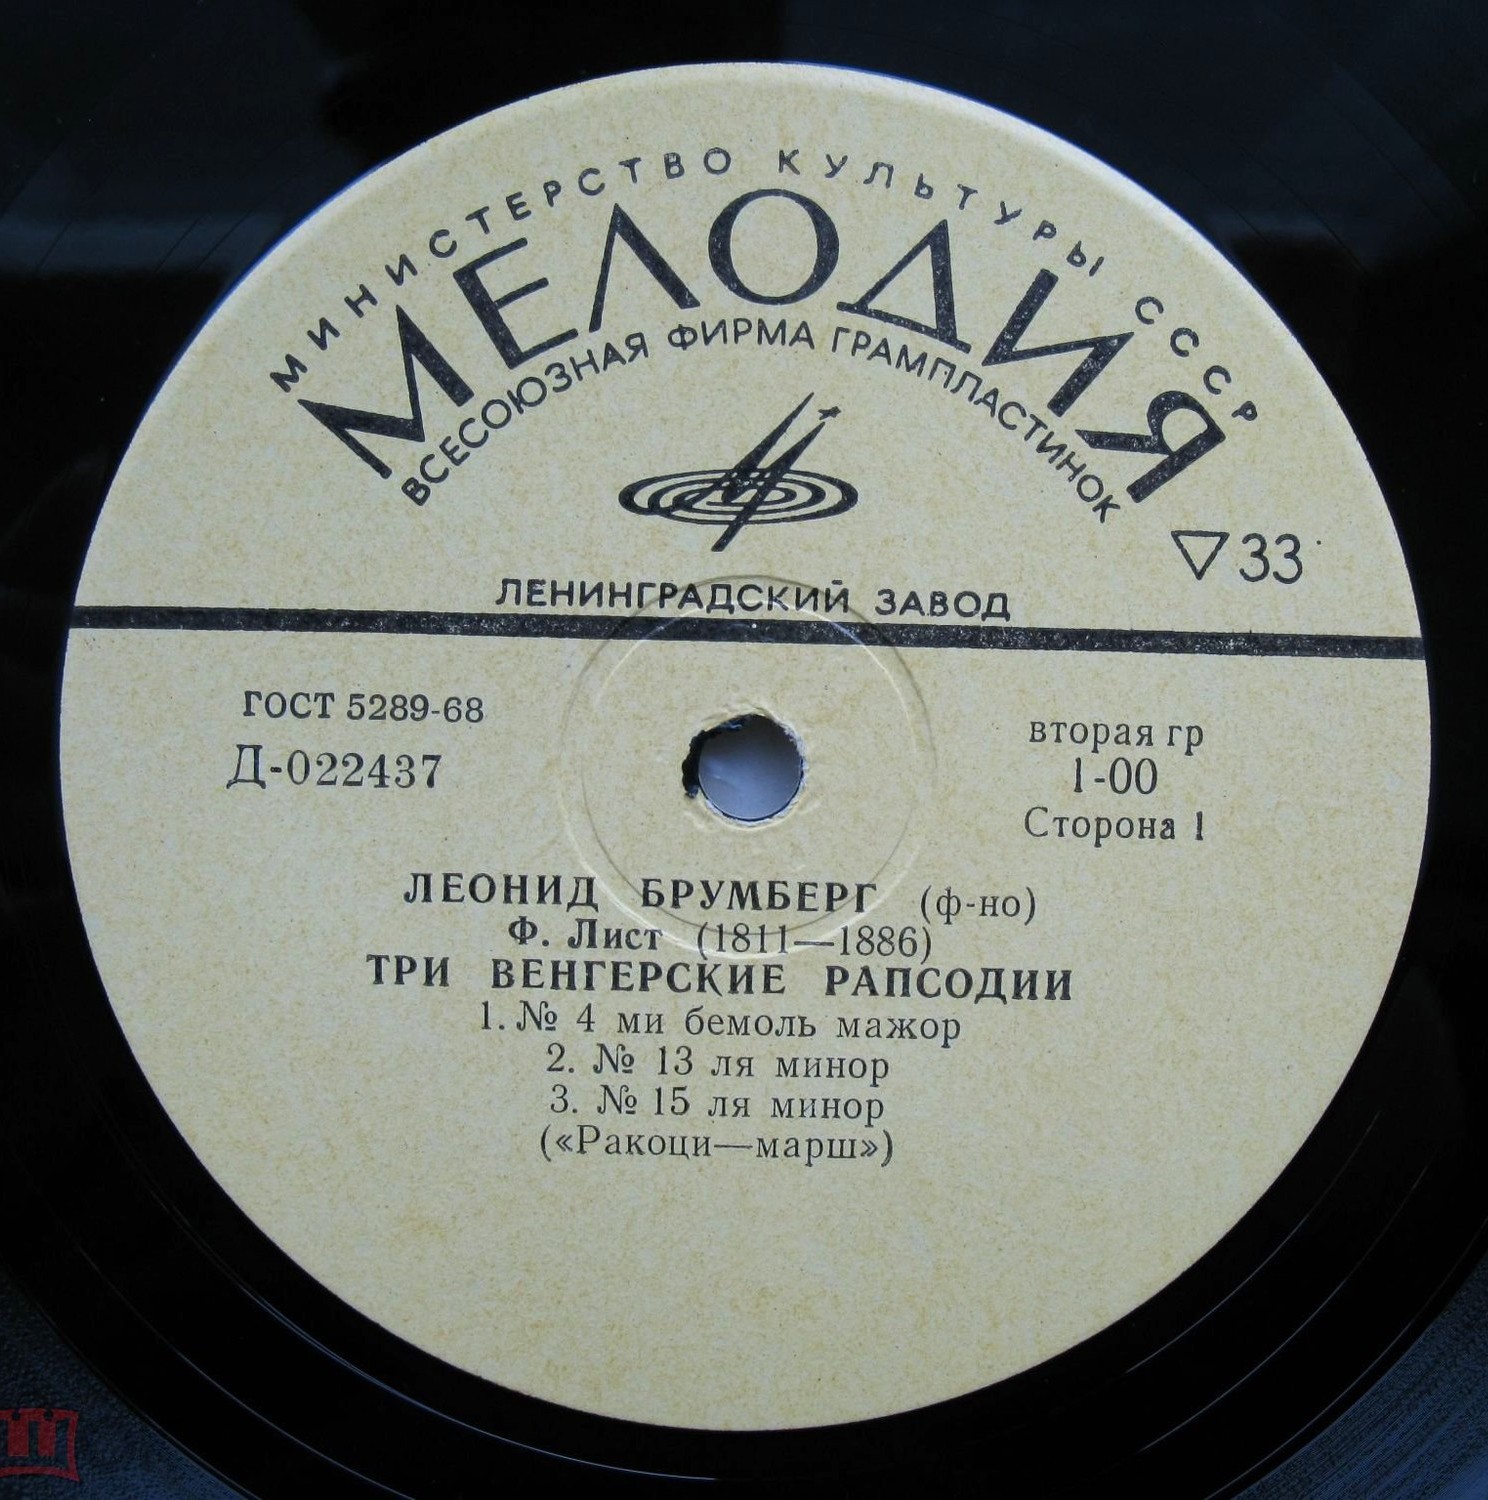 МИНИСТЕРСТВО КУЛЬТУРЫ СССР
МЕЛОДИЯ
ВСЕСОЮЗНАЯ ФИРМА ГРАМПЛАСТИНОК
33
ЛЕНИНГРАДСКИЙ ЗАВОД
ГОСТ 5289-68
Д-022437
вторая гр
1-00
Сторона 1
ЛЕОНИД БРУМБЕРГ (ф-но)
Ф. Лист (1811—1886)
ТРИ ВЕНГЕРСКИЕ РАПСОДИИ
1. № 4 ми бемоль мажор
2. № 13 ля минор
3. № 15 ля минор
(«Ракоци—марш»)